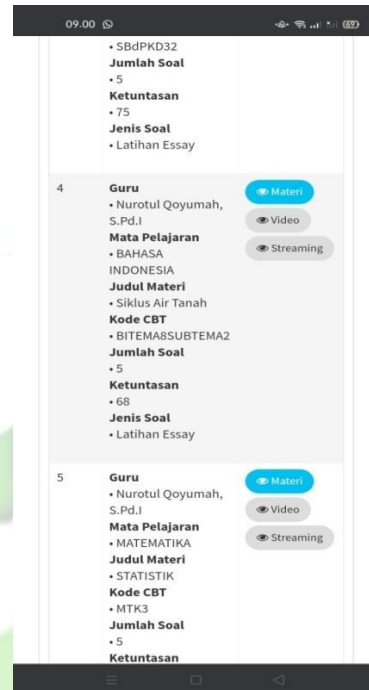 09.00
69
• SBdPKD32
Jumlah Soal
• 5
Ketuntasan
• 75
Jenis Soal
• Latihan Essay
4
Guru
• Nurotul Qoyumah,
S.Pd.I
Mata Pelajaran
• BAHASA
INDONESIA
Judul Materi
• Siklus Air Tanah
Kode CBT
• BITEMA8SUBTEMA2
Jumlah Soal
• 5
Ketuntasan
• 68
Jenis Soal
• Latihan Essay
Materi
Video
Streaming
5
Guru
• Nurotul Qoyumah,
S.Pd.I
Mata Pelajaran
• MATEMATIKA
Judul Materi
• STATISTIK
Kode CBT
• MTK3
Jumlah Soal
• 5
Ketuntasan
Materi
Video
Streaming